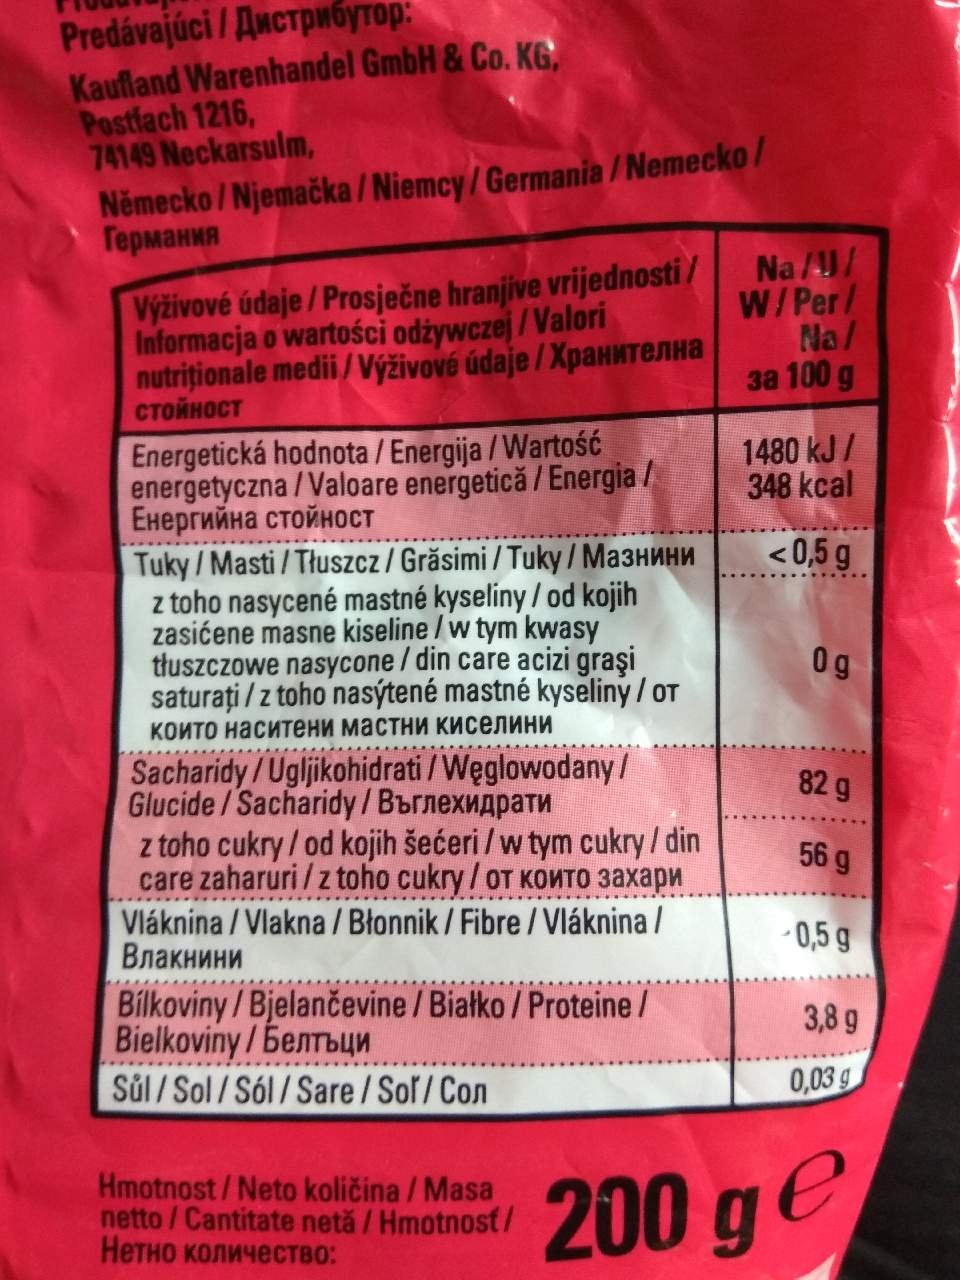 Predávajúci / Дистрибутор:
Kaufland Warenhandel GmbH & Co. KG,
Postfach 1216,
74149 Neckarsulm,
Německo / Njemačka / Niemcy / Germania / Nemecko /
Германия
Výživové údaje / Prosječne hranjive vrijednosti /
Informacja o wartości odżywczej / Valori
nutriționale medii / Výživové údaje / Хранителна
стойност
Na / U /
W / Per /
Na /
за 100 g
Energetická hodnota / Energija / Wartość
energetyczna / Valoare energetică / Energia /
Енергийна стойност
1480 kJ /
348 kcal
Tuky / Masti / Tłuszcz / Grăsimi / Tuky / Мазнини
< 0,5 g
z toho nasycené mastné kyseliny / od kojih
zasićene masne kiseline / w tym kwasy
tłuszczowe nasycone / din care acizi grași
saturați / z toho nasýtené mastné kyseliny / от
които наситени мастни киселини
0 g
Sacharidy / Ugljikohidrati / Węglowodany /
Glucide / Sacharidy / Въглехидрати
82 g
z toho cukry / od kojih šećeri / w tym cukry / din
care zaharuri / z toho cukry / от които захари
56 g
Vláknina / Vlakna / Błonnik / Fibre / Vláknina /
Влакнини
0,5 g
Bílkoviny / Bjelančevine / Białko / Proteine /
Bielkoviny / Белтъци
3,8 g
Sůl / Sol / Sól / Sare / Soľ / Сол
0,03 g
Hmotnost / Neto količina / Masa
netto / Cantitate netă / Hmotnosť /
Нетно количество:
200 g e